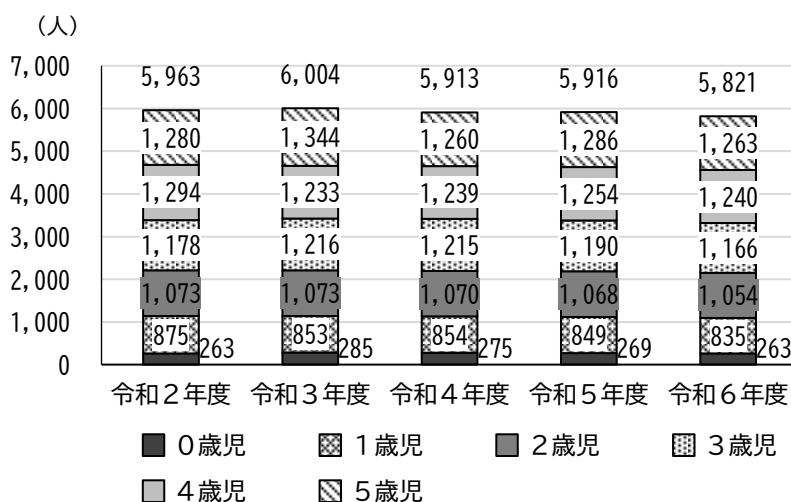 （人）
7,000
6,000
5,000
4,000
3,000
2,000
1,000
0
5,963 6,004 5,913 5,916 5,821
1,280 1,344 1,260 1,286 1,263
1,294 1,233 1,239 1,254 1,240
1,178 1,216 1,215 1,190 1,166
1,073 1,073 1,070 1,068 1,054
875 853 854 849 835
263 285 275 269 263
令和２年度 令和３年度 令和４年度 令和５年度 令和６年度
０歳児 １歳児 ２歳児 ３歳児
４歳児 ５歳児